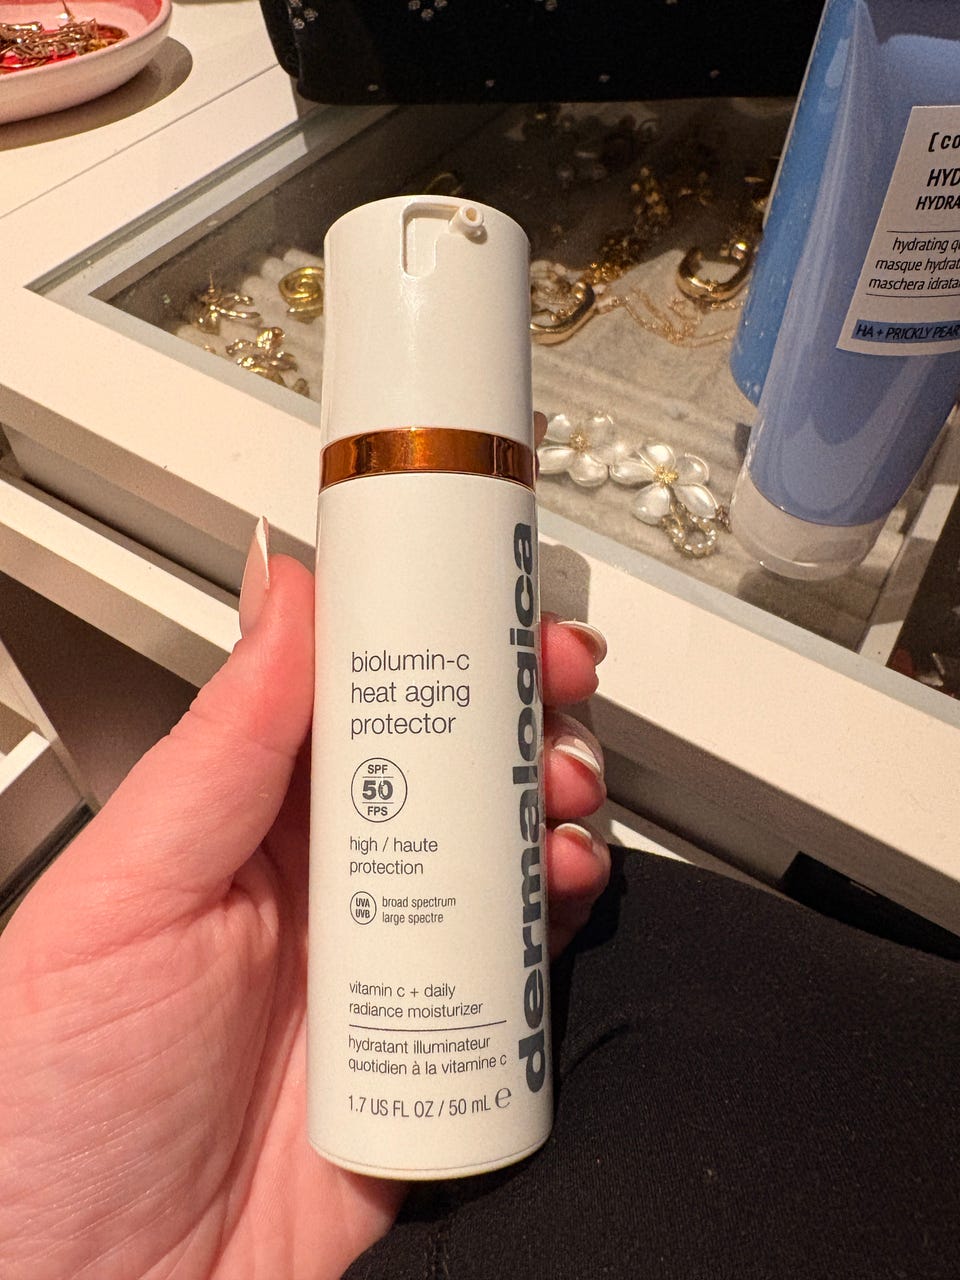 biolumin-c
heat aging
protector
SPF
50
FPS
high / haute
protection
UVA
UVB
broad spectrum
large spectre
vitamin c + daily
radiance moisturizer
hydratant illuminateur
quotidien à la vitamine c
1.7 US FL OZ / 50 mL ℮
dermalogica
[ co
HYD
HYDRA
hydrating q
masque hydrat
maschera idrata
HA + PRICKLY PEAR